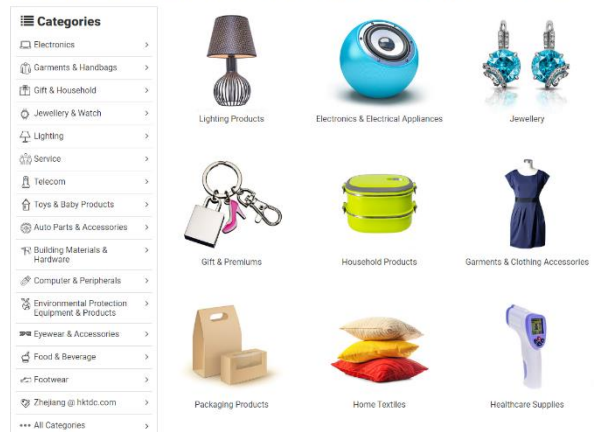 Categories
Electronics
Garments & Handbags
Gift & Household
Jewellery & Watch
Lighting
Service
Telecom
Toys & Baby Products
Auto Parts & Accessories
Building Materials &
Hardware
Computer & Peripherals
Environmental Protection
Equipment & Products
Eyewear & Accessories
Food & Beverage
Footwear
Zhejiang @ hktdc.com
All Categories
Lighting Products
Electronics & Electrical Appliances
Jewellery
Gift & Premiums
Household Products
Garments & Clothing Accessories
Packaging Products
Home Textiles
Healthcare Supplies